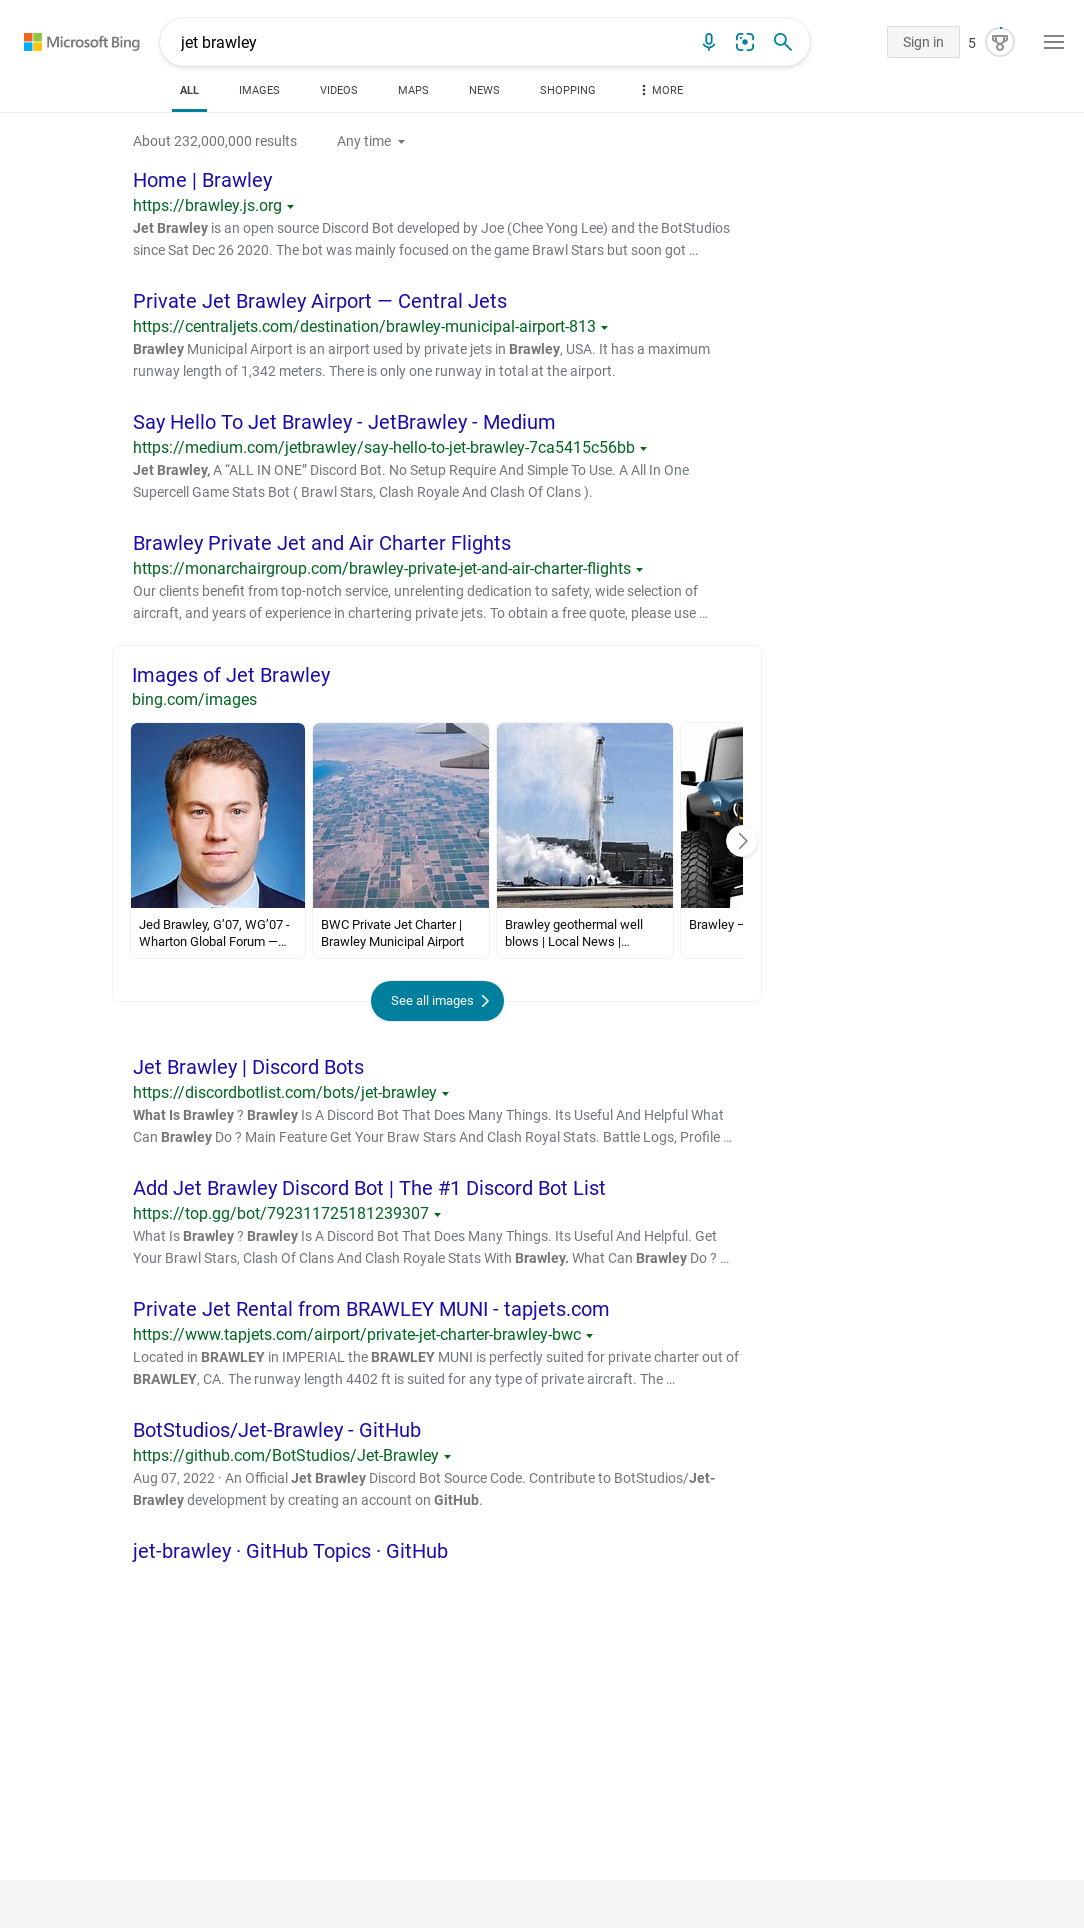 Microsoft Bing
jet brawley
Sign in
5
ALL
IMAGES
VIDEOS
MAPS
NEWS
SHOPPING
MORE
About 232,000,000 results
Any time
Home | Brawley
https://brawley.js.org
Jet Brawley is an open source Discord Bot developed by Joe (Chee Yong Lee) and the BotStudios
since Sat Dec 26 2020. The bot was mainly focused on the game Brawl Stars but soon got …
Private Jet Brawley Airport — Central Jets
https://centraljets.com/destination/brawley-municipal-airport-813
Brawley Municipal Airport is an airport used by private jets in Brawley, USA. It has a maximum
runway length of 1,342 meters. There is only one runway in total at the airport.
Say Hello To Jet Brawley - JetBrawley - Medium
https://medium.com/jetbrawley/say-hello-to-jet-brawley-7ca5415c56bb
Jet Brawley, A “ALL IN ONE” Discord Bot. No Setup Require And Simple To Use. A All In One
Supercell Game Stats Bot ( Brawl Stars, Clash Royale And Clash Of Clans ).
Brawley Private Jet and Air Charter Flights
https://monarchairgroup.com/brawley-private-jet-and-air-charter-flights
Our clients benefit from top-notch service, unrelenting dedication to safety, wide selection of
aircraft, and years of experience in chartering private jets. To obtain a free quote, please use …
Images of Jet Brawley
bing.com/images
Jed Brawley, G’07, WG’07 -
Wharton Global Forum —…
BWC Private Jet Charter |
Brawley Municipal Airport
Brawley geothermal well
blows | Local News |…
Brawley –
See all images
Jet Brawley | Discord Bots
https://discordbotlist.com/bots/jet-brawley
What Is Brawley ? Brawley Is A Discord Bot That Does Many Things. Its Useful And Helpful What
Can Brawley Do ? Main Feature Get Your Braw Stars And Clash Royal Stats. Battle Logs, Profile …
Add Jet Brawley Discord Bot | The #1 Discord Bot List
https://top.gg/bot/792311725181239307
What Is Brawley ? Brawley Is A Discord Bot That Does Many Things. Its Useful And Helpful. Get
Your Brawl Stars, Clash Of Clans And Clash Royale Stats With Brawley. What Can Brawley Do ? …
Private Jet Rental from BRAWLEY MUNI - tapjets.com
https://www.tapjets.com/airport/private-jet-charter-brawley-bwc
Located in BRAWLEY in IMPERIAL the BRAWLEY MUNI is perfectly suited for private charter out of
BRAWLEY, CA. The runway length 4402 ft is suited for any type of private aircraft. The …
BotStudios/Jet-Brawley - GitHub
https://github.com/BotStudios/Jet-Brawley
Aug 07, 2022 · An Official Jet Brawley Discord Bot Source Code. Contribute to BotStudios/Jet-
Brawley development by creating an account on GitHub.
jet-brawley · GitHub Topics · GitHub